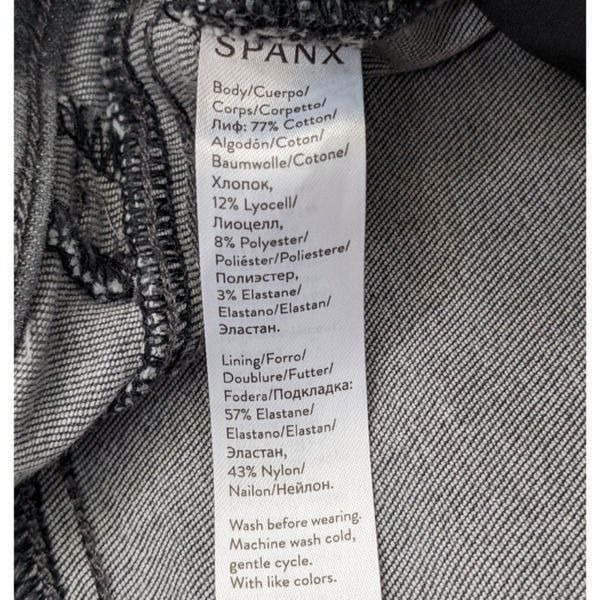 SPANX
Body/Cuerpo/
Corps/Corpetto/
Лиф: 77% Cotton/
Algodón/Coton/
Baumwolle/Cotone/
Хлопок,
12% Lyocell/
Лиоцелл,
8% Polyester/
Poliéster/Poliestere/
Полиэстер,
3% Elastane/
Elastano/Elastan/
Эластан.
Lining/Forro/
Doublure/Futter/
Fodera/Подкладка:
57% Elastane/
Elastano/Elastan/
Эластан,
43% Nylon/
Nailon/Нейлон.
Wash before wearing.
Machine wash cold,
gentle cycle.
With like colors.